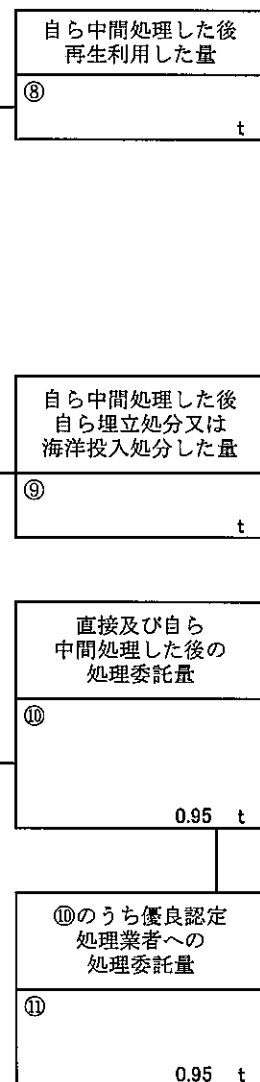 自ら中間処理した後
再生利用した量
⑧
t
自ら中間処理した後
自ら埋立処分又は
海洋投入処分した量
⑨
t
直接及び自ら
中間処理した後の
処理委託量
⑩
0.95 t
⑩のうち優良認定
処理業者への
処理委託量
⑪
0.95 t